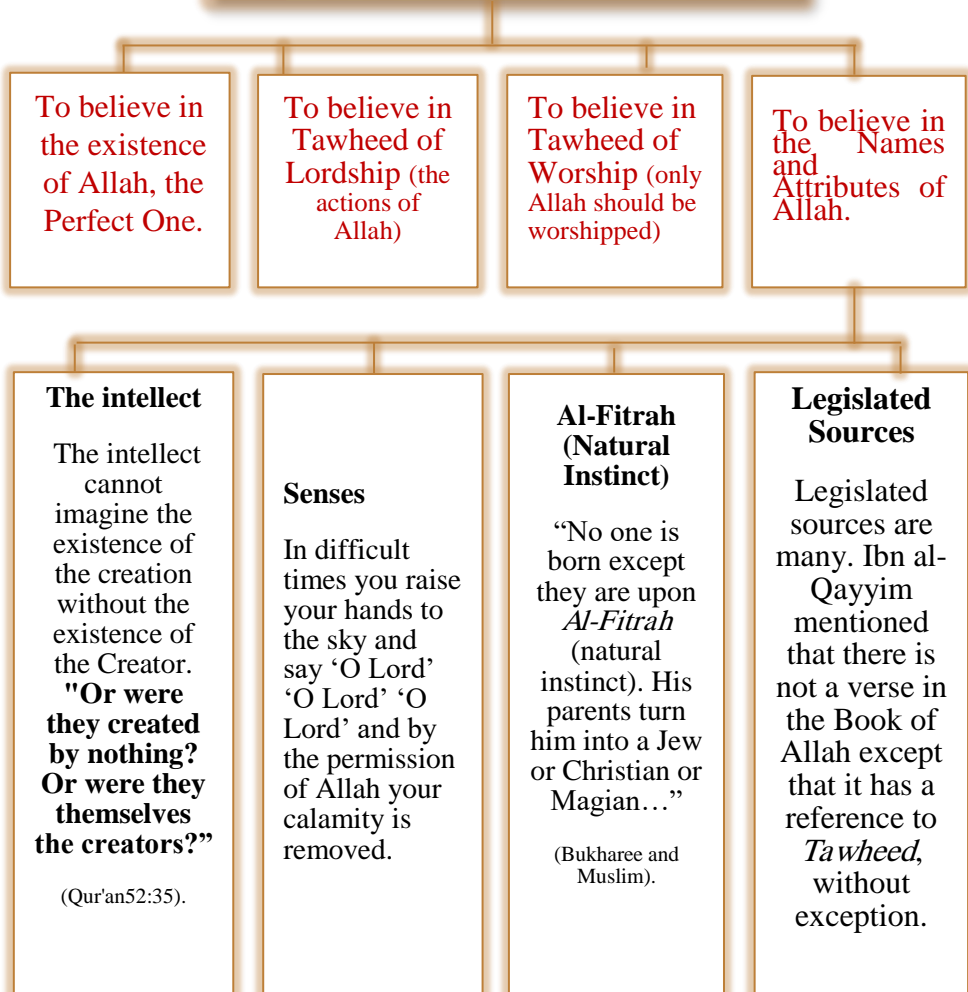 To believe in
the existence
of Allah, the
Perfect One.
To believe in
Tawheed of
Lordship (the
actions of
Allah)
To believe in
Tawheed of
Worship (only
Allah should be
worshipped)
To believe in
the Names
and
Attributes of
Allah.
The intellect
The intellect
cannot
imagine the
existence of
the creation
without the
existence of
the Creator.
"Or were
they created
by nothing?
Or were they
themselves
the creators?”
(Qur'an52:35).
Senses
In difficult
times you raise
your hands to
the sky and
say ‘O Lord’
‘O Lord’ ‘O
Lord’ and by
the permission
of Allah your
calamity is
removed.
Al-Fitrah
(Natural
Instinct)
“No one is
born except
they are upon
Al-Fitrah
(natural
instinct). His
parents turn
him into a Jew
or Christian or
Magian…”
(Bukharee and
Muslim).
Legislated
Sources
Legislated
sources are
many. Ibn al-
Qayyim
mentioned
that there is
not a verse in
the Book of
Allah except
that it has a
reference to
Tawheed,
without
exception.